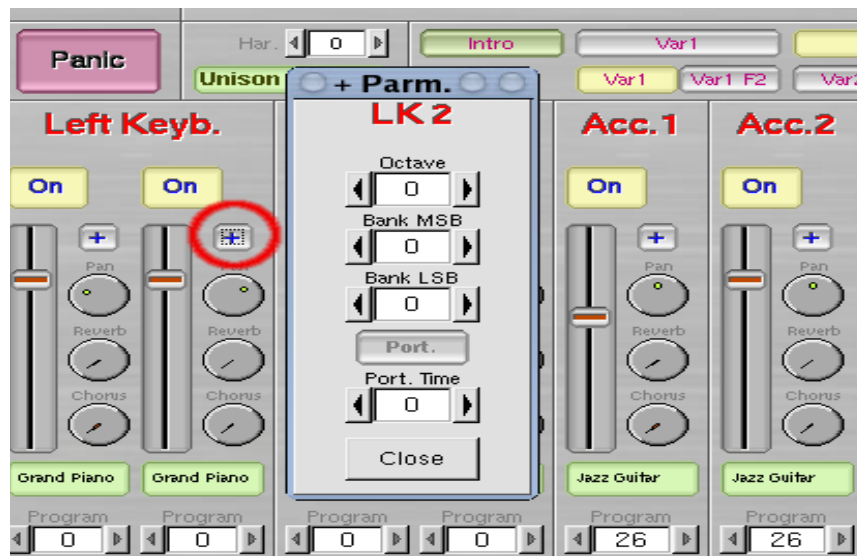 Panic
Har. 0
Intro
Var1
Unison
Var1
Var1 F2
Var2
+ Parm.
Left Keyb.
LK 2
Acc.1
Acc.2
On
On
On
On
Octave
0
Bank MSB
0
Bank LSB
0
Port.
Port. Time
0
Close
+
+
+
+
Pan
Pan
Pan
Pan
Reverb
Reverb
Reverb
Reverb
Chorus
Chorus
Chorus
Chorus
Grand Piano
Grand Piano
Jazz Guitar
Jazz Guitar
Program
Program
Program
Program
Program
Program
0
0
0
0
26
26